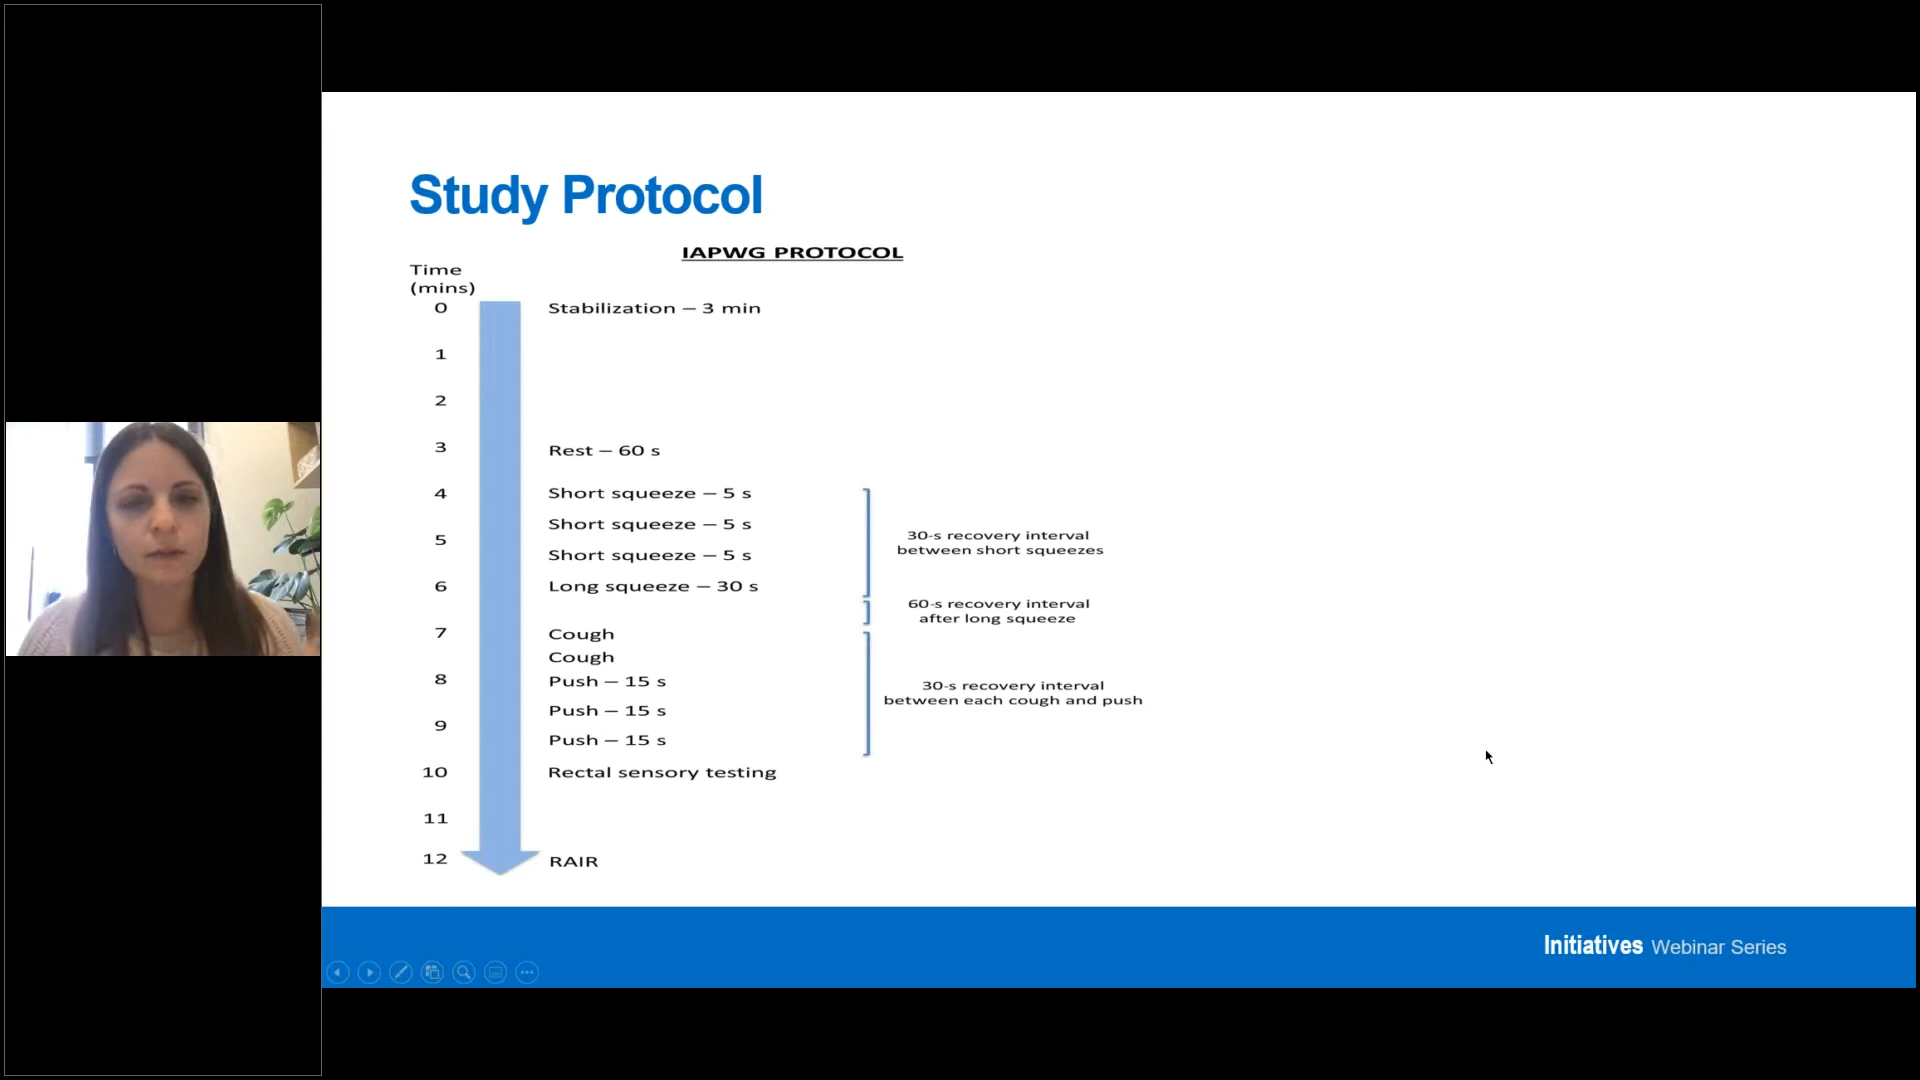 Study Protocol
IAPWG PROTOCOL
Time
(mins)
0 Stabilization – 3 min
1
2
3 Rest – 60 s
4 Short squeeze – 5 s
Short squeeze – 5 s
5
Short squeeze – 5 s
6 Long squeeze – 30 s
30-s recovery interval
between short squeezes
60-s recovery interval
after long squeeze
7 Cough
Cough
8 Push – 15 s
Push – 15 s
9
Push – 15 s
30-s recovery interval
between each cough and push
10 Rectal sensory testing
11
12 RAIR
Initiatives Webinar Series